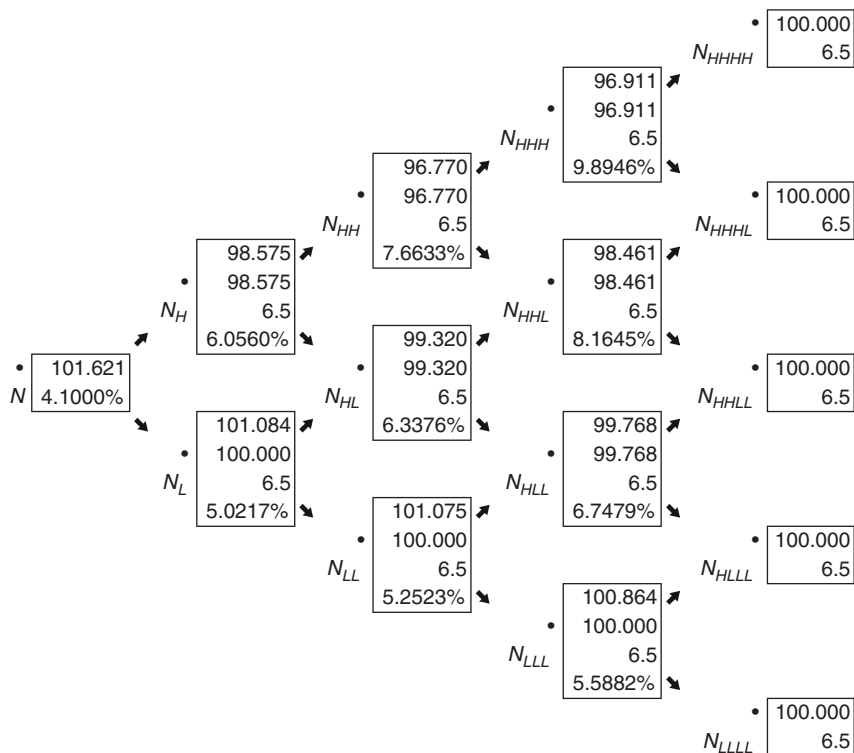 • 100.000
N_HHHH 6.5
96.911
• 96.911
N_HHH 6.5
9.8946%
96.770
• 96.770
N_HH 6.5
7.6633%
• 100.000
N_HHHL 6.5
98.575
• 98.575
N_H 6.5
6.0560%
98.461
• 98.461
N_HHL 6.5
8.1645%
• 101.621
N 4.1000%
99.320
• 99.320
N_HL 6.5
6.3376%
• 100.000
N_HHLL 6.5
101.084
• 100.000
N_L 6.5
5.0217%
99.768
• 99.768
N_HLL 6.5
6.7479%
101.075
• 100.000
N_LL 6.5
5.2523%
• 100.000
N_HLLL 6.5
100.864
• 100.000
N_LLL 6.5
5.5882%
• 100.000
N_LLLL 6.5